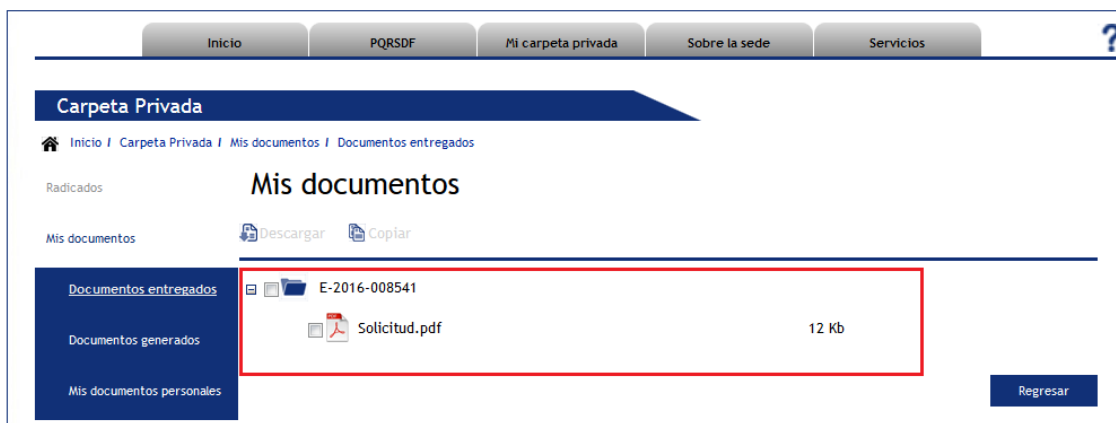 Inicio PQRSDF Mi carpeta privada Sobre la sede Servicios ?
Carpeta Privada
Inicio / Carpeta Privada / Mis documentos / Documentos entregados
Radicados
Mis documentos
Mis documentos
Descargar Copiar
Documentos entregados
Documentos generados
Mis documentos personales
E-2016-008541
PDF Solicitud.pdf 12 Kb
Regresar